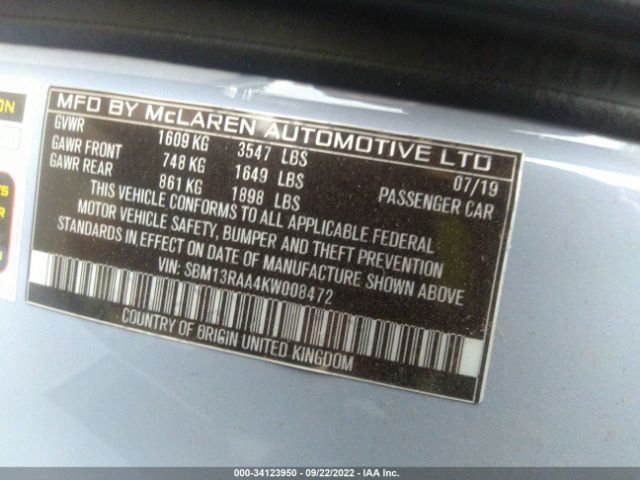 MFD BY McLAREN AUTOMOTIVE LTD
GVWR 1609 KG 3547 LBS 07/19
GAWR FRONT 748 KG 1649 LBS PASSENGER CAR
GAWR REAR 861 KG 1898 LBS
THIS VEHICLE CONFORMS TO ALL APPLICABLE FEDERAL
MOTOR VEHICLE SAFETY, BUMPER AND THEFT PREVENTION
STANDARDS IN EFFECT ON DATE OF MANUFACTURE SHOWN ABOVE
VIN: SBM13RAA4KW008472
COUNTRY OF ORIGIN UNITED KINGDOM
000-34123950 - 09/22/2022 - IAA Inc.